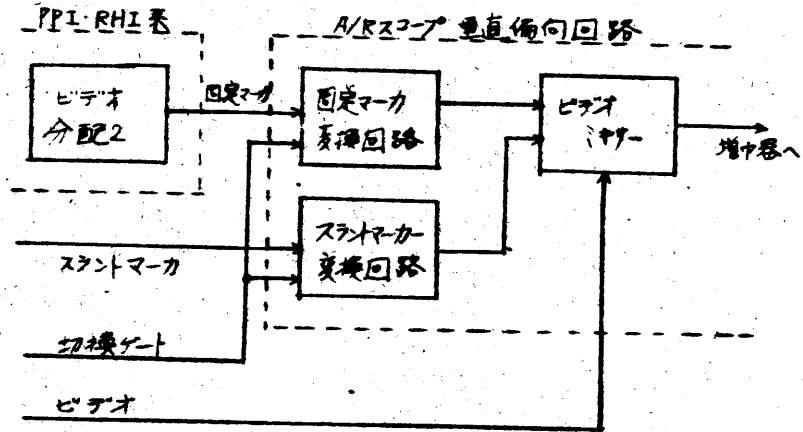 PPI・RHI系
A/Rスコープ 垂直偏向回路
ビデオ
分配2
固定マーカ
固定マーカ
変換回路
ビデオ
ミキサー
増巾器へ
スラントマーカー
変換回路
スラントマーカ
切換ゲート
ビデオ